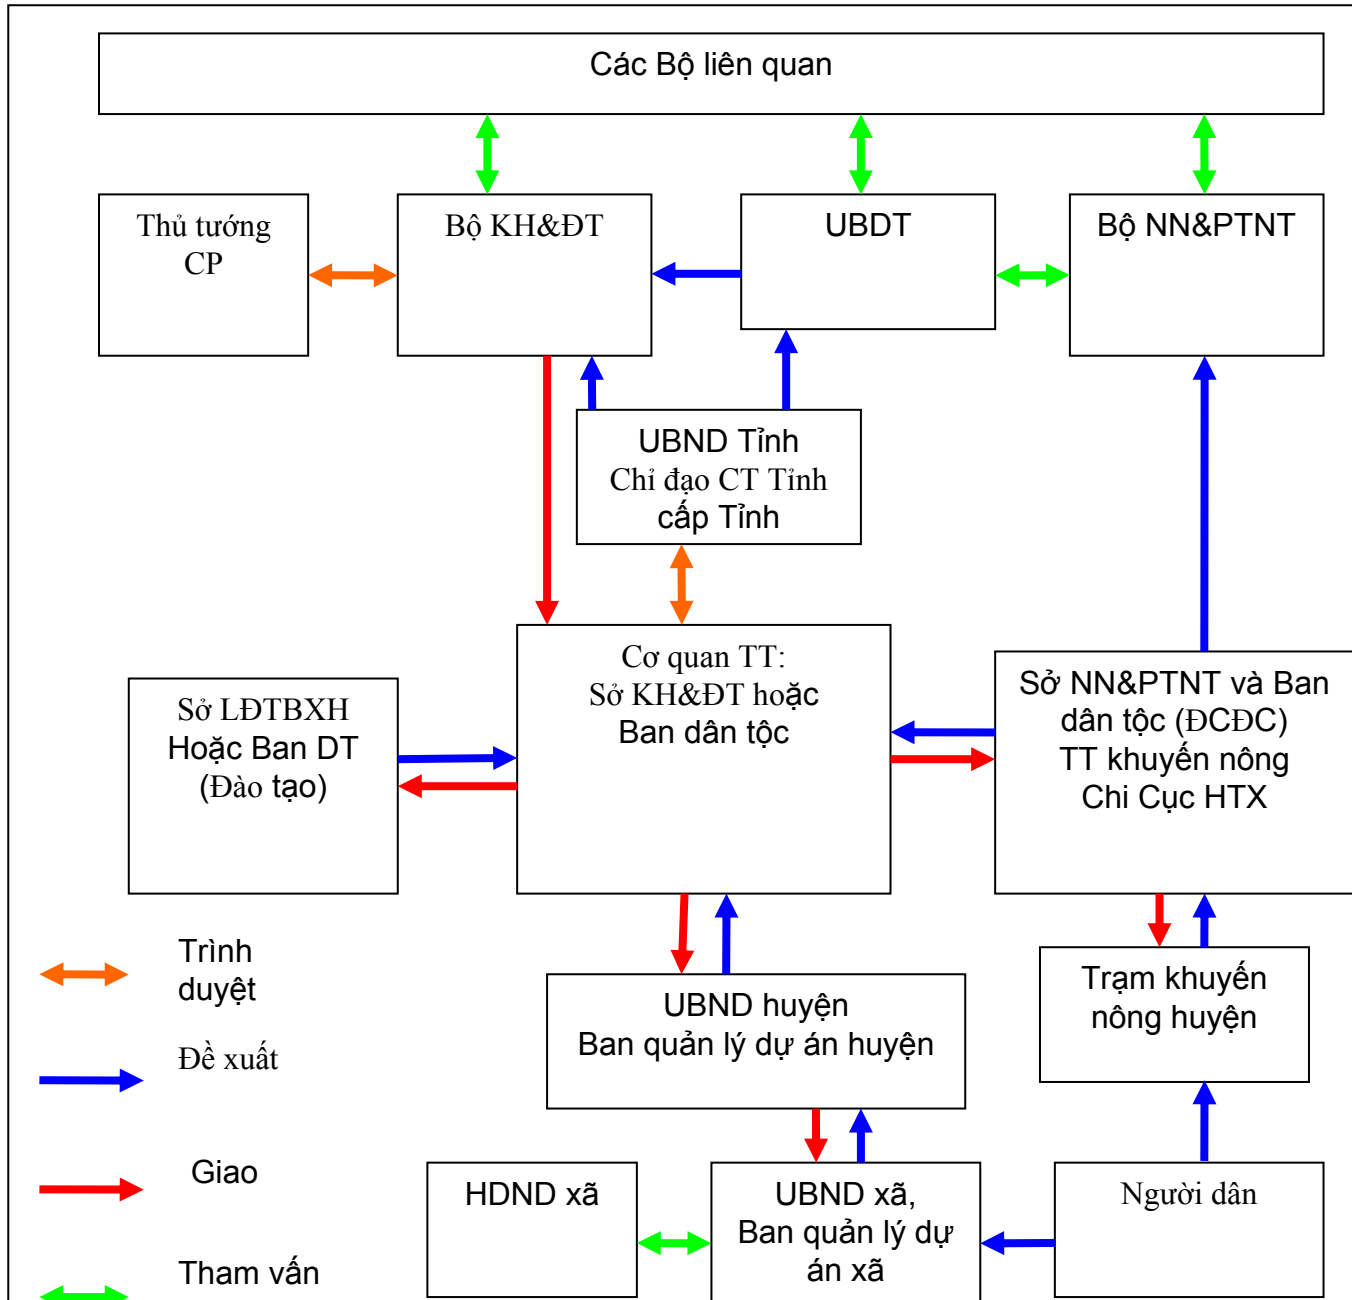 Các Bộ liên quan
Thủ tướng
CP
Bộ KH&ĐT
UBDT
Bộ NN&PTNT
UBND Tỉnh
Chỉ đạo CT Tỉnh
cấp Tỉnh
Cơ quan TT:
Sở KH&ĐT hoặc
Ban dân tộc
Sở LĐTBXH
Hoặc Ban DT
(Đào tạo)
Sở NN&PTNT và Ban
dân tộc (ĐCĐC)
TT khuyến nông
Chi Cục HTX
Trình
duyệt
Đề xuất
Giao
Tham vấn
UBND huyện
Ban quản lý dự án huyện
Trạm khuyến
nông huyện
HDND xã
UBND xã,
Ban quản lý dự
án xã
Người dân